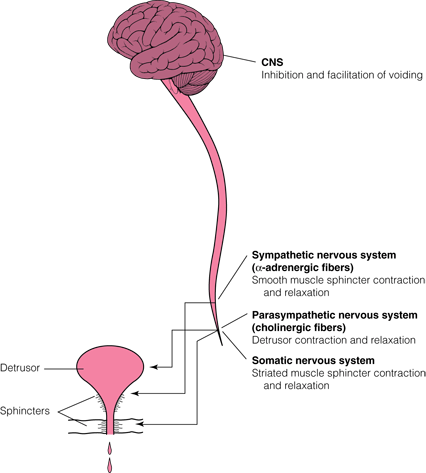 CNS
Inhibition and facilitation of voiding
Sympathetic nervous system
(α-adrenergic fibers)
Smooth muscle sphincter contraction
and relaxation
Parasympathetic nervous system
(cholinergic fibers)
Detrusor contraction and relaxation
Somatic nervous system
Striated muscle sphincter contraction
and relaxation
Detrusor
Sphincters